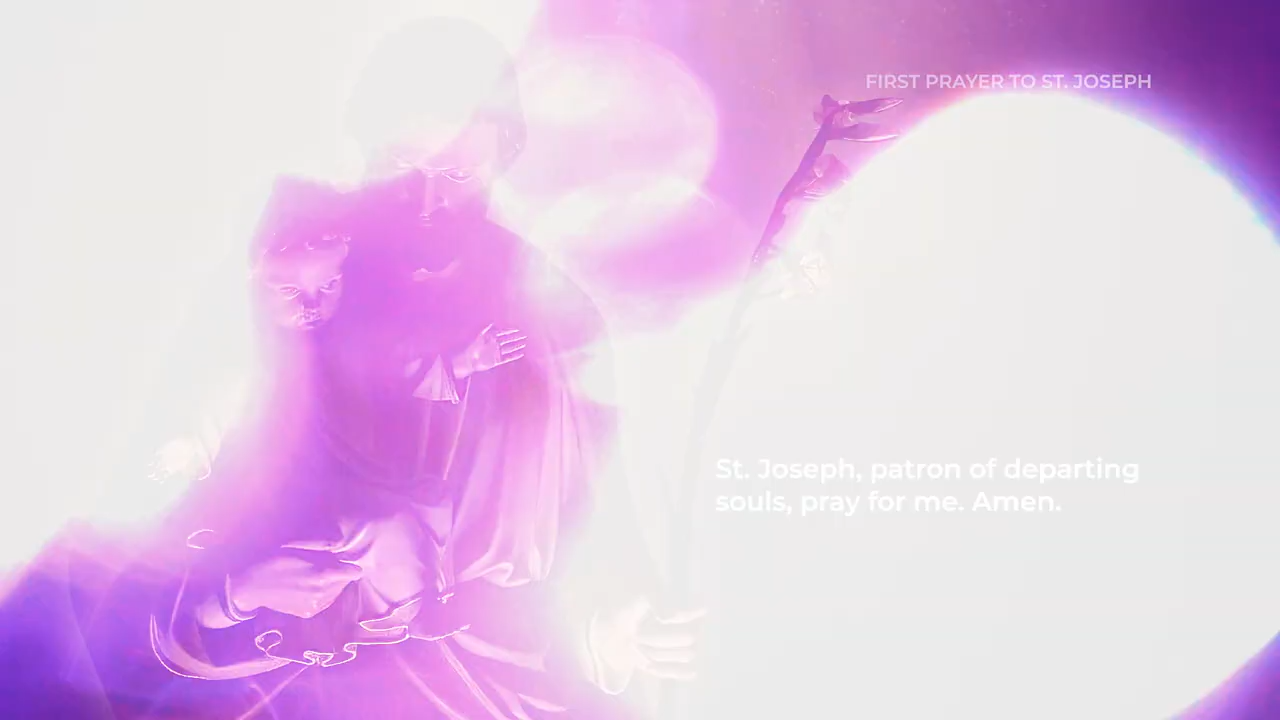 FIRST PRAYER TO ST. JOSEPH
St. Joseph, patron of departing
souls, pray for me. Amen.